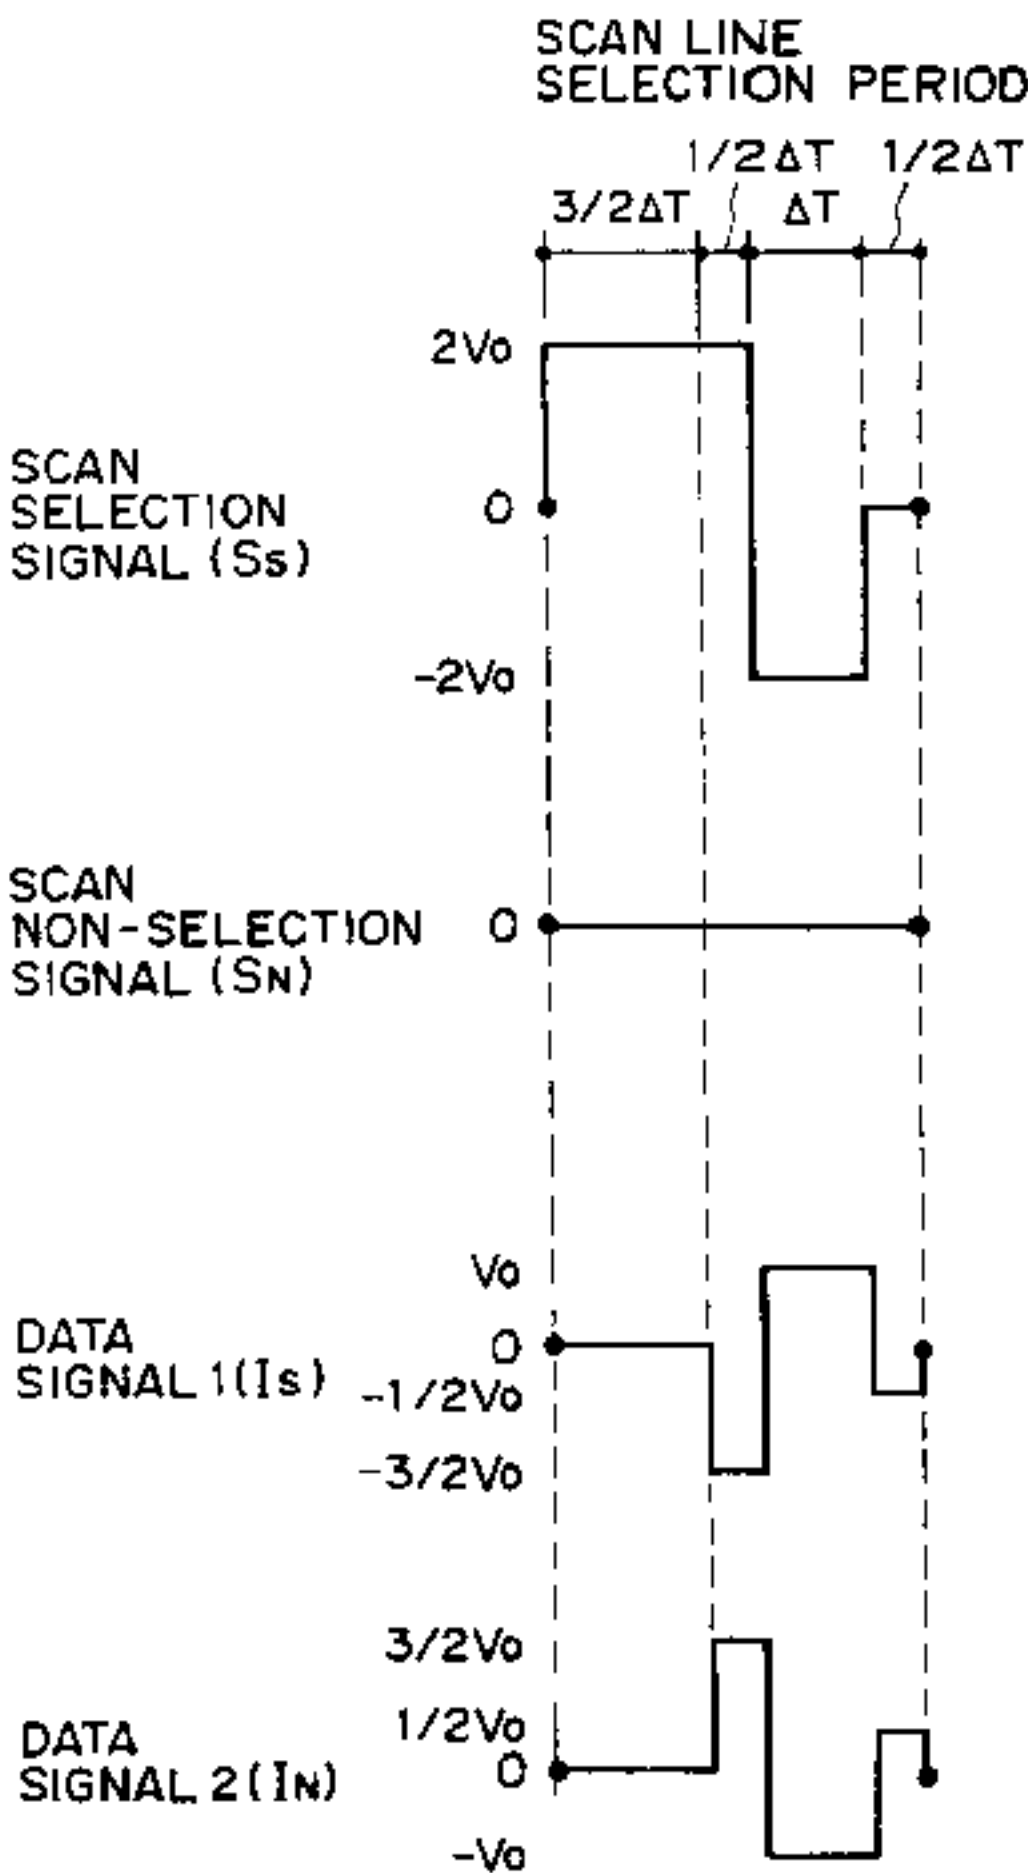 SCAN LINE
SELECTION PERIOD
1/2ΔT 1/2ΔT
3/2ΔT ΔT
2Vo
SCAN
SELECTION
SIGNAL (Ss)
0
-2Vo
SCAN
NON-SELECTION
SIGNAL (SN)
0
Vo
DATA
SIGNAL 1(Is)
0
-1/2Vo
-3/2Vo
3/2Vo
1/2Vo
DATA
SIGNAL 2(IN)
0
-Vo